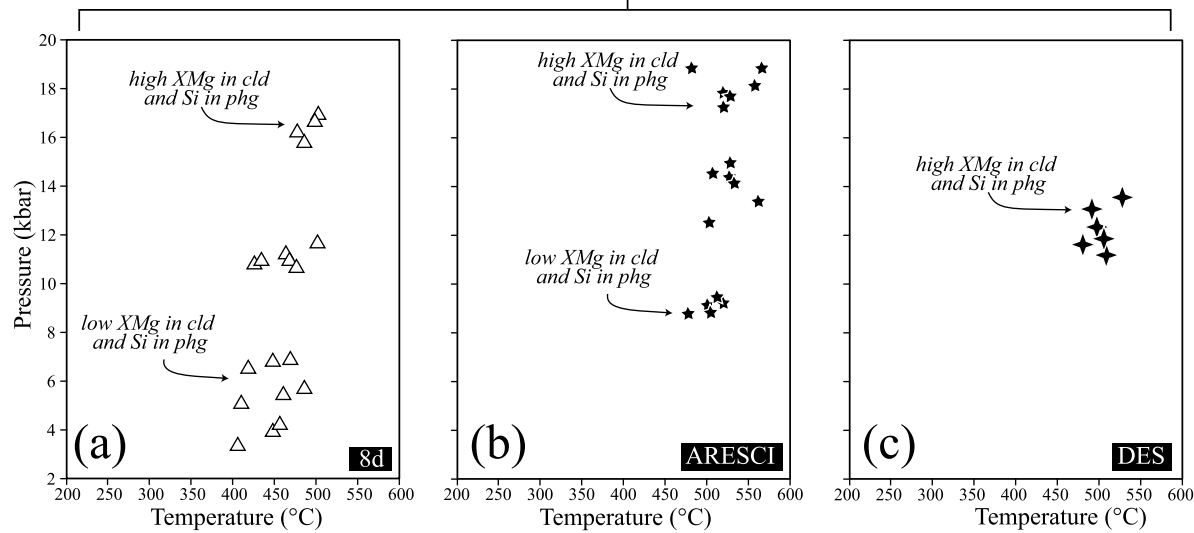 20
18
16
14
12
10
8
6
4
2
Pressure (kbar)
high XMg in cld
and Si in phg
low XMg in cld
and Si in phg
(a)
8d
200 250 300 350 400 450 500 550 600
Temperature (°C)
high XMg in cld
and Si in phg
low XMg in cld
and Si in phg
(b)
ARESCI
200 250 300 350 400 450 500 550 600
Temperature (°C)
high XMg in cld
and Si in phg
(c)
DES
200 250 300 350 400 450 500 550 600
Temperature (°C)